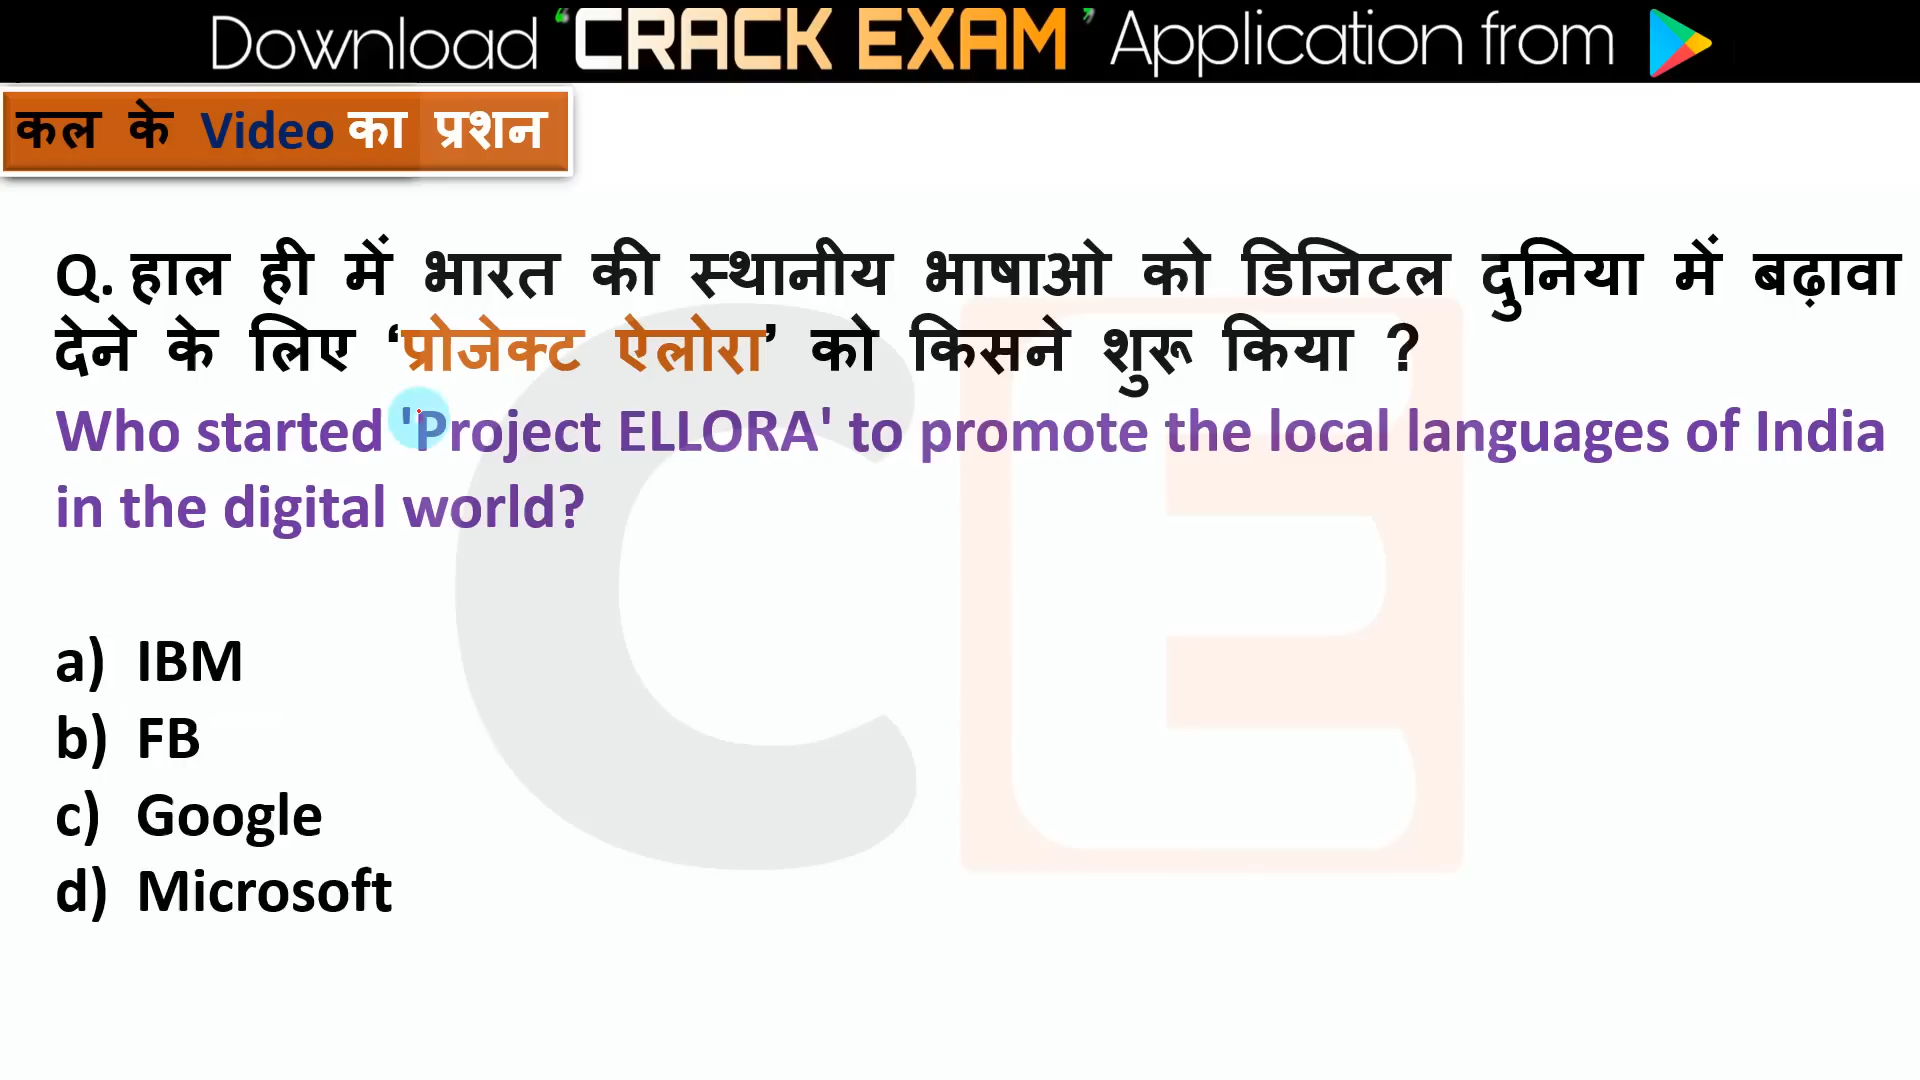 Download ‘CRACK EXAM’ Application from
कल के Video का प्रशन
Q. हाल ही में भारत की स्थानीय भाषाओ को डिजिटल दुनिया में बढ़ावा
देने के लिए ‘प्रोजेक्ट ऐलोरा’ को किसने शुरू किया ?
Who started 'Project ELLORA' to promote the local languages of India
in the digital world?
a) IBM
b) FB
c) Google
d) Microsoft
CE